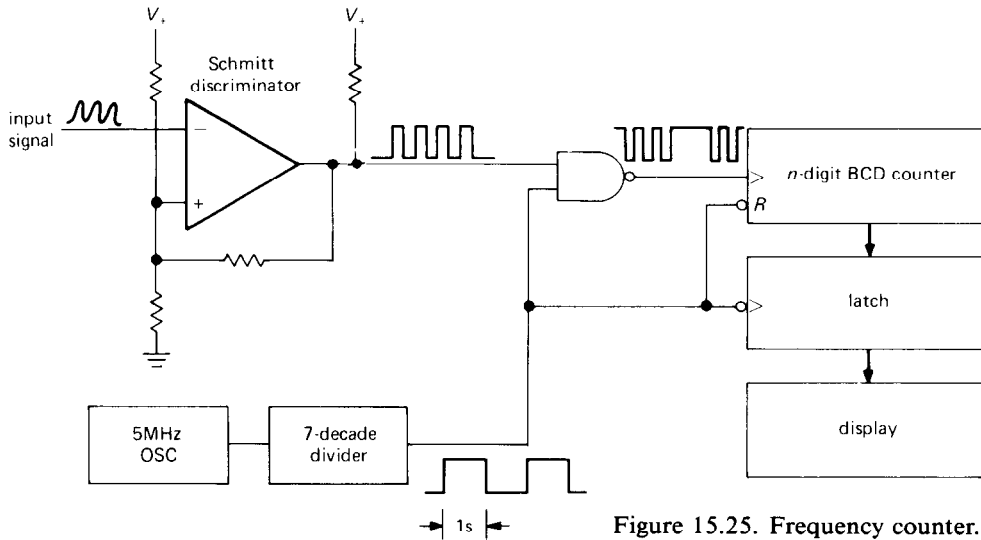 V+
V+
Schmitt
discriminator
input
signal
−
+
n-digit BCD counter
R
latch
5MHz
OSC
7-decade
divider
display
1s
Figure 15.25. Frequency counter.